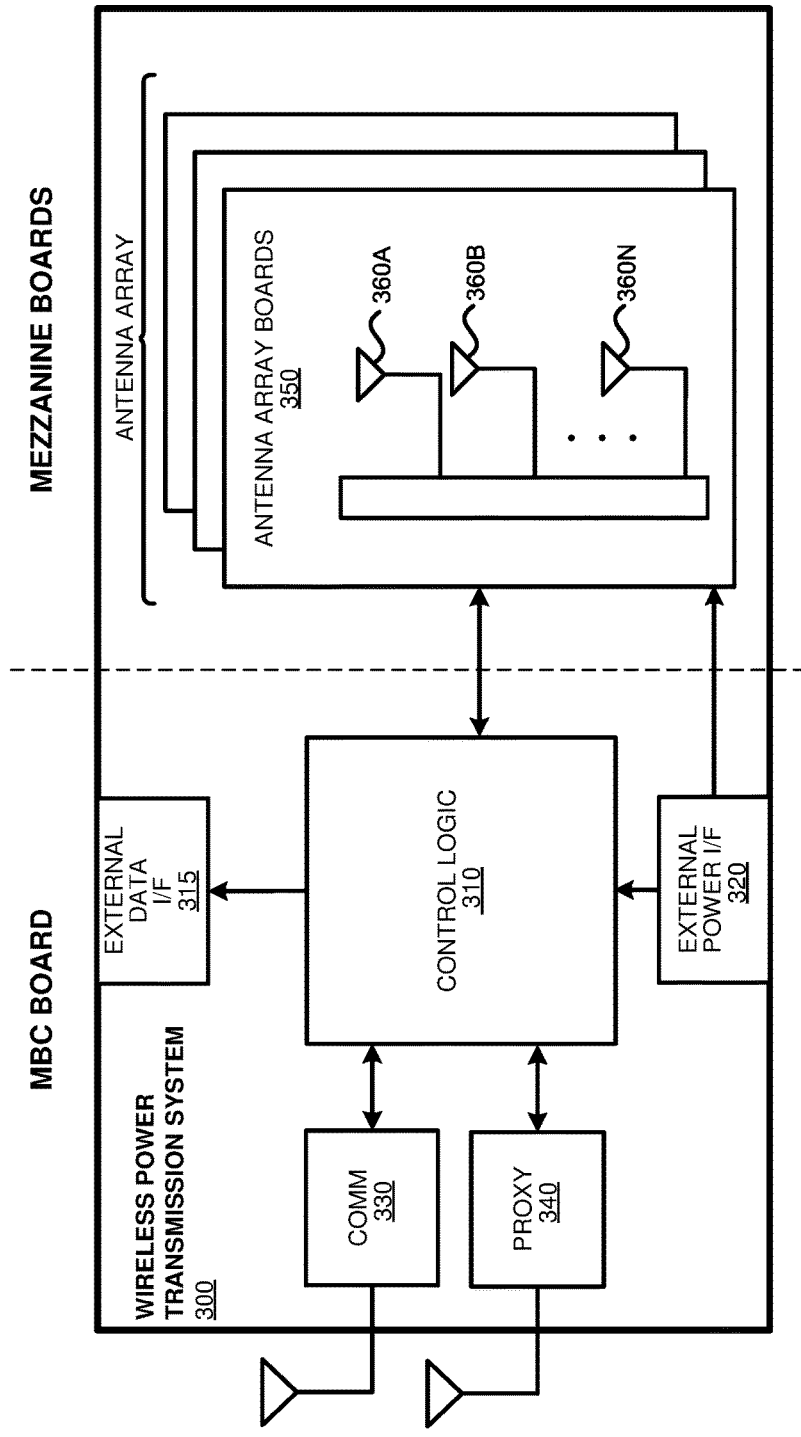 MBC BOARD
MEZZANINE BOARDS
WIRELESS POWER
TRANSMISSION SYSTEM
300
EXTERNAL
DATA
I/F
315
ANTENNA ARRAY
COMM
330
PROXY
340
CONTROL LOGIC
310
EXTERNAL
POWER I/F
320
ANTENNA ARRAY BOARDS
350
360A
360B
360N